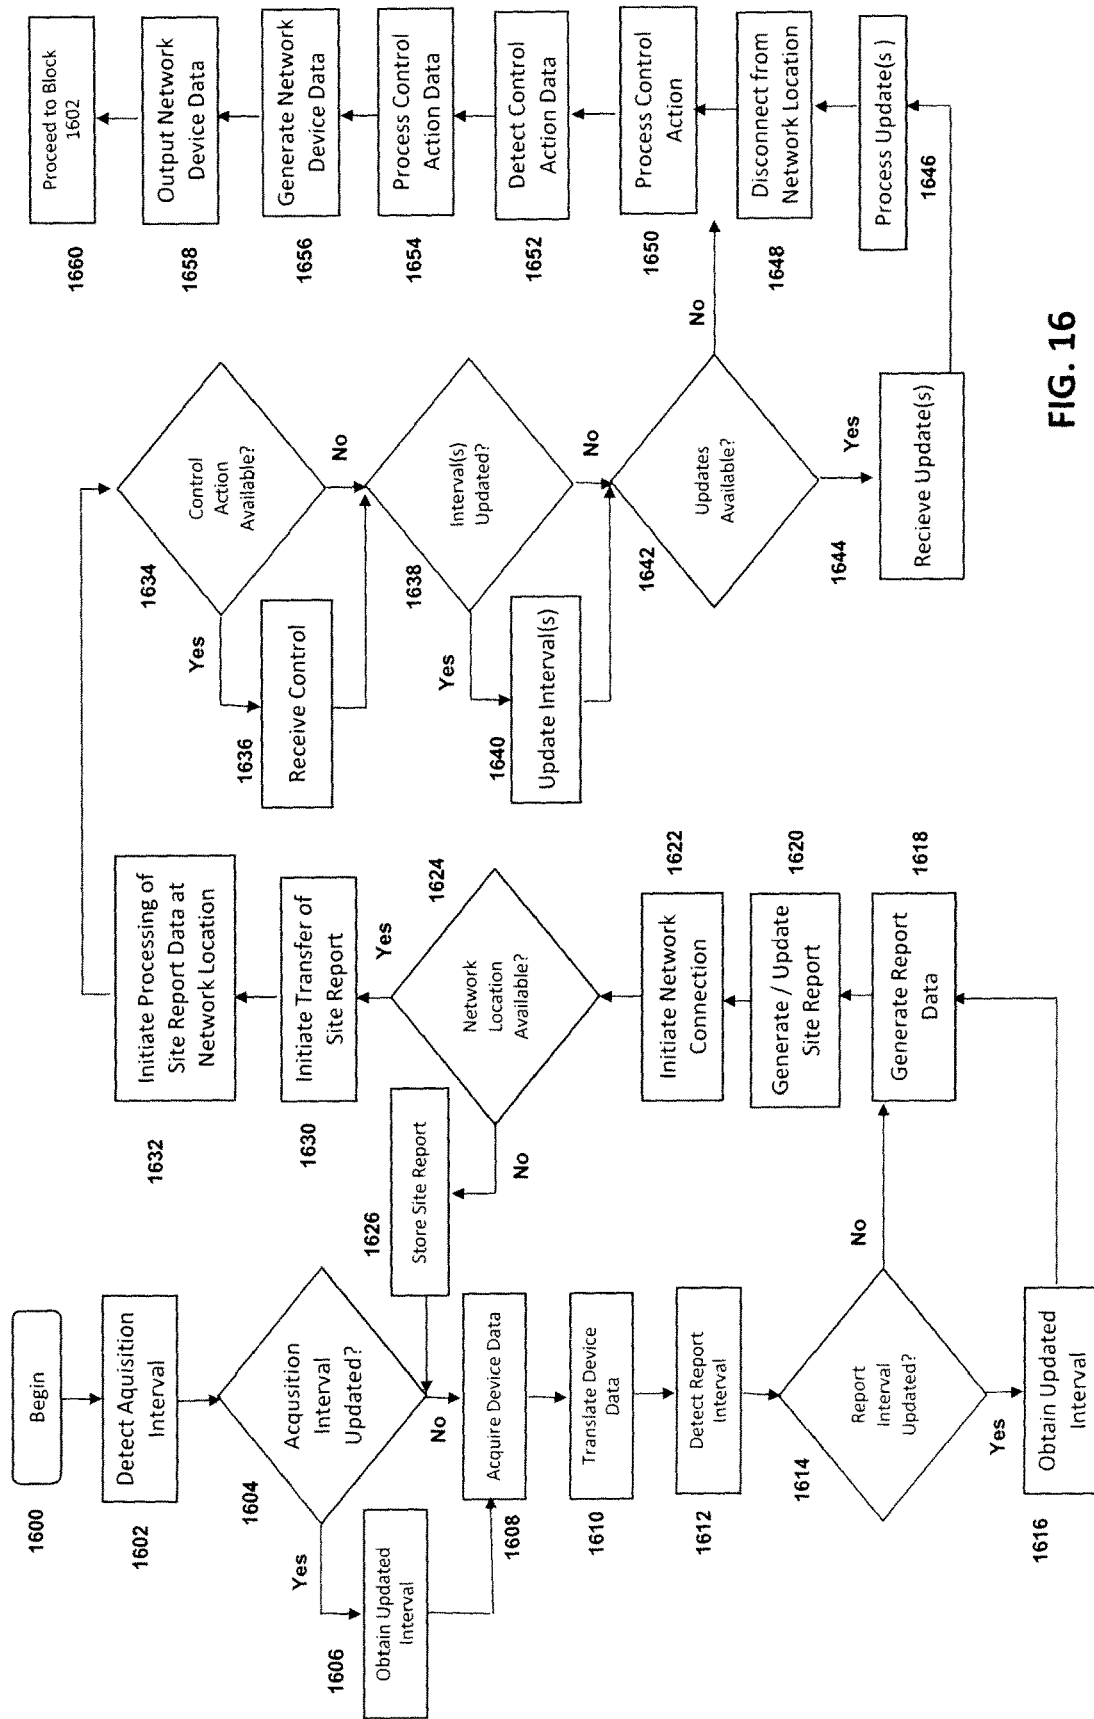 1600
Begin
1602
Detect Aquisition
Interval
1604
Acqusition
Interval
Updated?
Yes
No
1606
Obtain Updated
Interval
1608
Acquire Device Data
1610
Translate Device
Data
1612
Detect Report
Interval
1614
Report
Interval
Updated?
No
Yes
1616
Obtain Updated
Interval
1618
Generate Report
Data
1620
Generate / Update
Site Report
1622
Initiate Network
Connection
1624
Network
Location
Available?
No
Yes
1626
Store Site Report
1630
Initiate Transfer of
Site Report
1632
Initiate Processing of
Site Report Data at
Network Location
1634
Control
Action
Available?
Yes
No
1636
Receive Control
1638
Interval(s)
Updated?
Yes
No
1640
Update Interval(s)
1642
Updates
Available?
No
Yes
1644
Recieve Update(s)
1646
Process Update(s )
1648
Disconnect from
Network Location
1650
Process Control
Action
1652
Detect Control
Action Data
1654
Process Control
Action Data
1656
Generate Network
Device Data
1658
Output Network
Device Data
1660
Proceed to Block
1602
FIG. 16